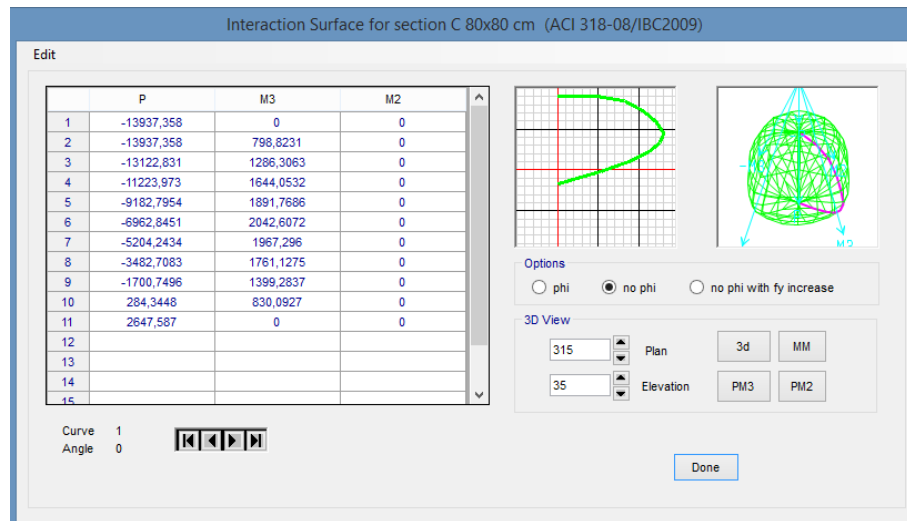 Interaction Surface for section C 80x80 cm (ACI 318-08/IBC2009)
Edit
P M3 M2
1 -13937,358 0 0
2 -13937,358 798,8231 0
3 -13122,831 1286,3063 0
4 -11223,973 1644,0532 0
5 -9182,7954 1891,7686 0
6 -6962,8451 2042,6072 0
7 -5204,2434 1967,296 0
8 -3482,7083 1761,1275 0
9 -1700,7496 1399,2837 0
10 284,3448 830,0927 0
11 2647,587 0 0
12
13
14
15
Curve 1
Angle 0
M2
Options
phi no phi no phi with fy increase
3D View
315 Plan 3d MM
35 Elevation PM3 PM2
Done